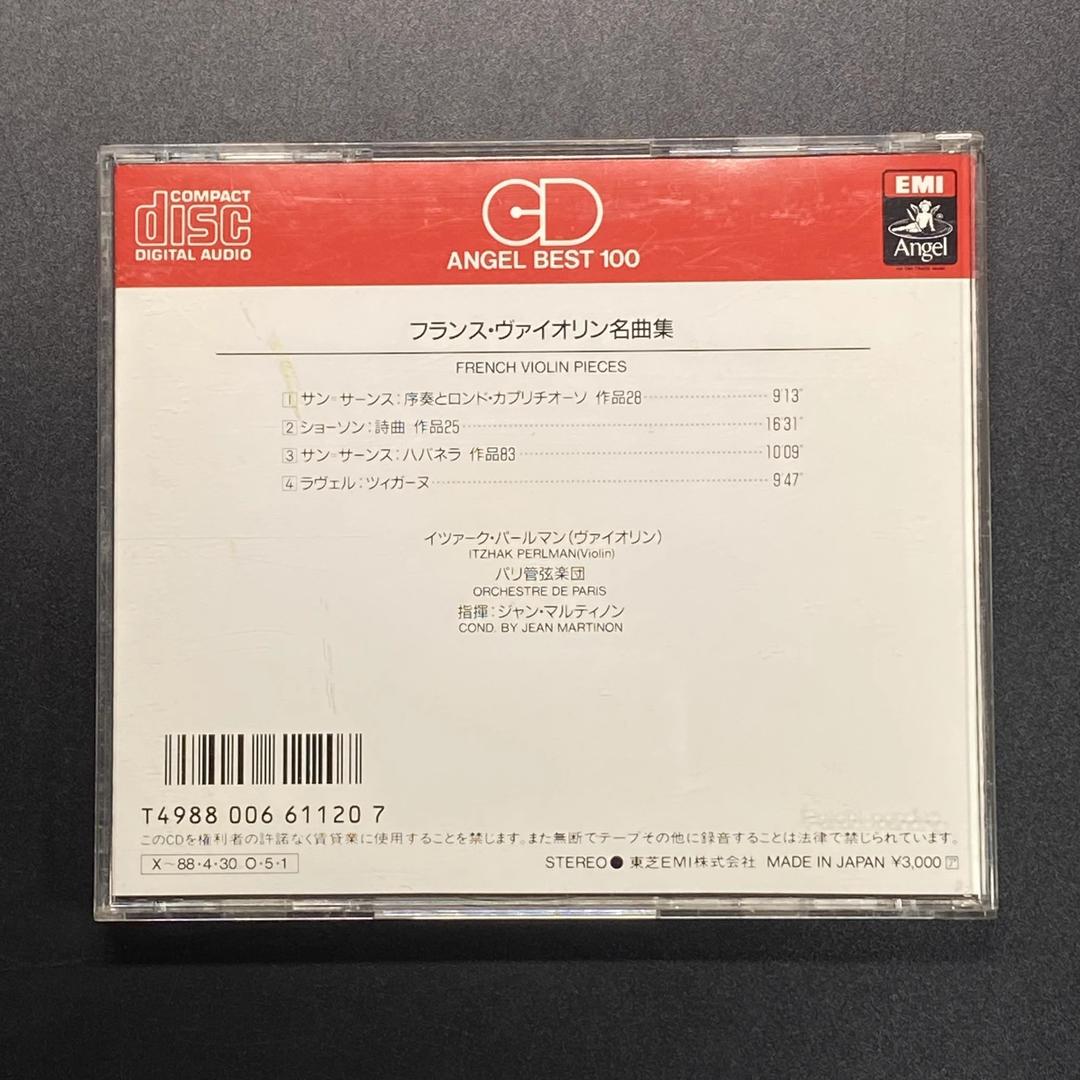 COMPACT
disc
DIGITAL AUDIO
CD
ANGEL BEST 100
EMI
Angel
フランス・ヴァイオリン名曲集
FRENCH VIOLIN PIECES
1 サン=サーンス:序奏とロンド・カプリチオーソ 作品28 9'13"
2 ショーソン:詩曲 作品25 16'31"
3 サン=サーンス:ハバネラ 作品83 10'09"
4 ラヴェル:ツィガーヌ 9'47"
イツァーク・パールマン(ヴァイオリン)
ITZHAK PERLMAN(Violin)
パリ管弦楽団
ORCHESTRE DE PARIS
指揮:ジャン・マルティノン
COND. BY JEAN MARTINON
T4988 006 61120 7
このCDを権利者の許諾なく賃貸業に使用することを禁じます。また無断でテープその他に録音することは法律で禁じられています。
X~88・4・30 O・5・1
STEREO ● 東芝EMI株式会社 MADE IN JAPAN ¥3,000 ア